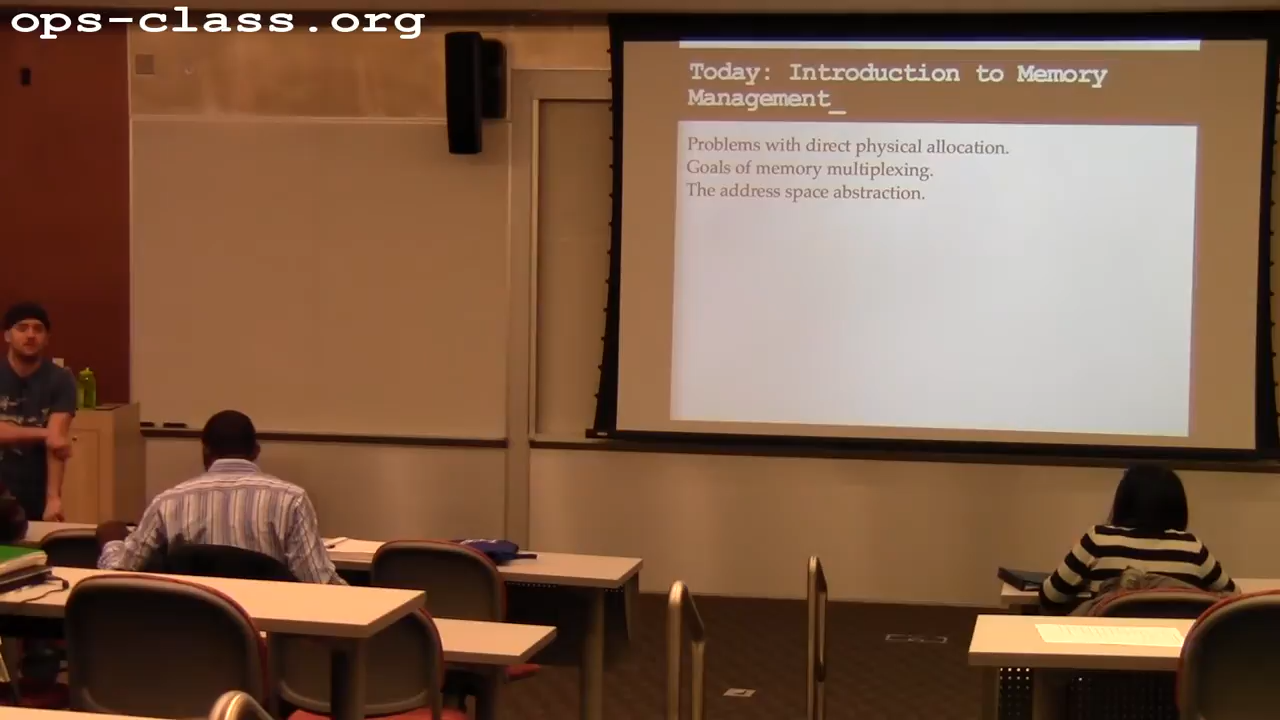 ops-class.org
Today: Introduction to Memory
Management_
Problems with direct physical allocation.
Goals of memory multiplexing.
The address space abstraction.